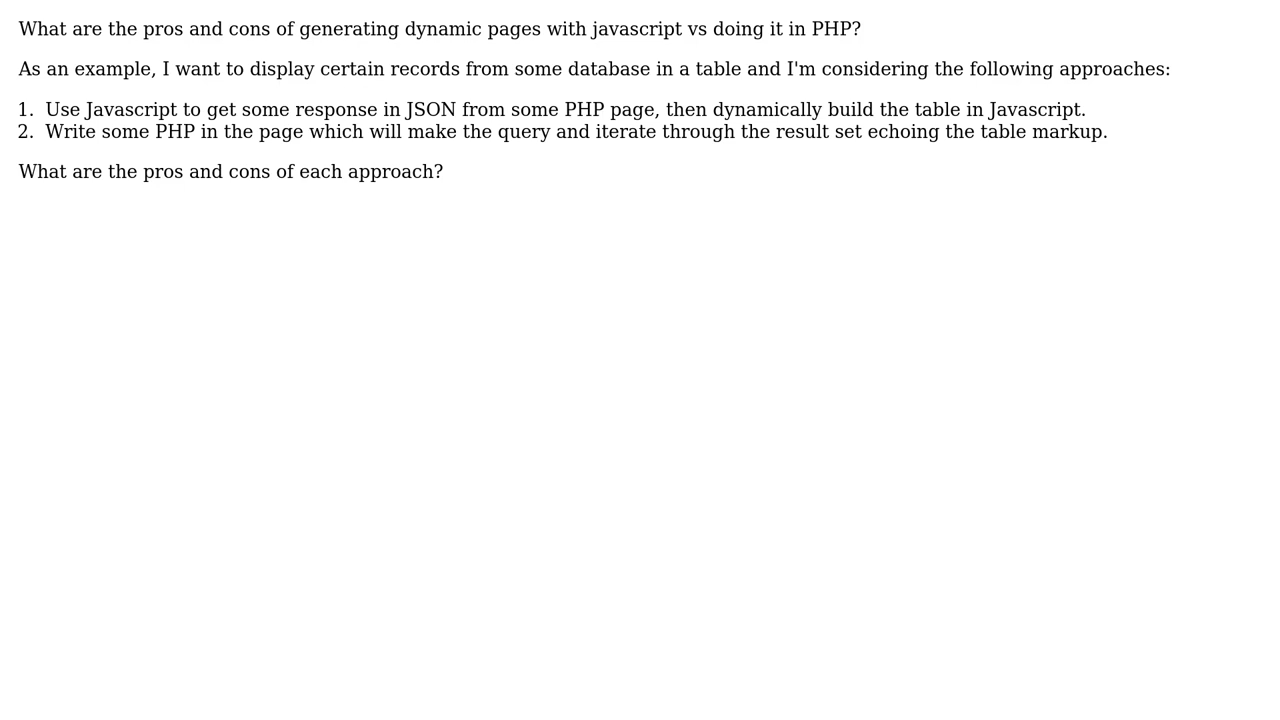 What are the pros and cons of generating dynamic pages with javascript vs doing it in PHP?
As an example, I want to display certain records from some database in a table and I'm considering the following approaches:
1. Use Javascript to get some response in JSON from some PHP page, then dynamically build the table in Javascript.
2. Write some PHP in the page which will make the query and iterate through the result set echoing the table markup.
What are the pros and cons of each approach?